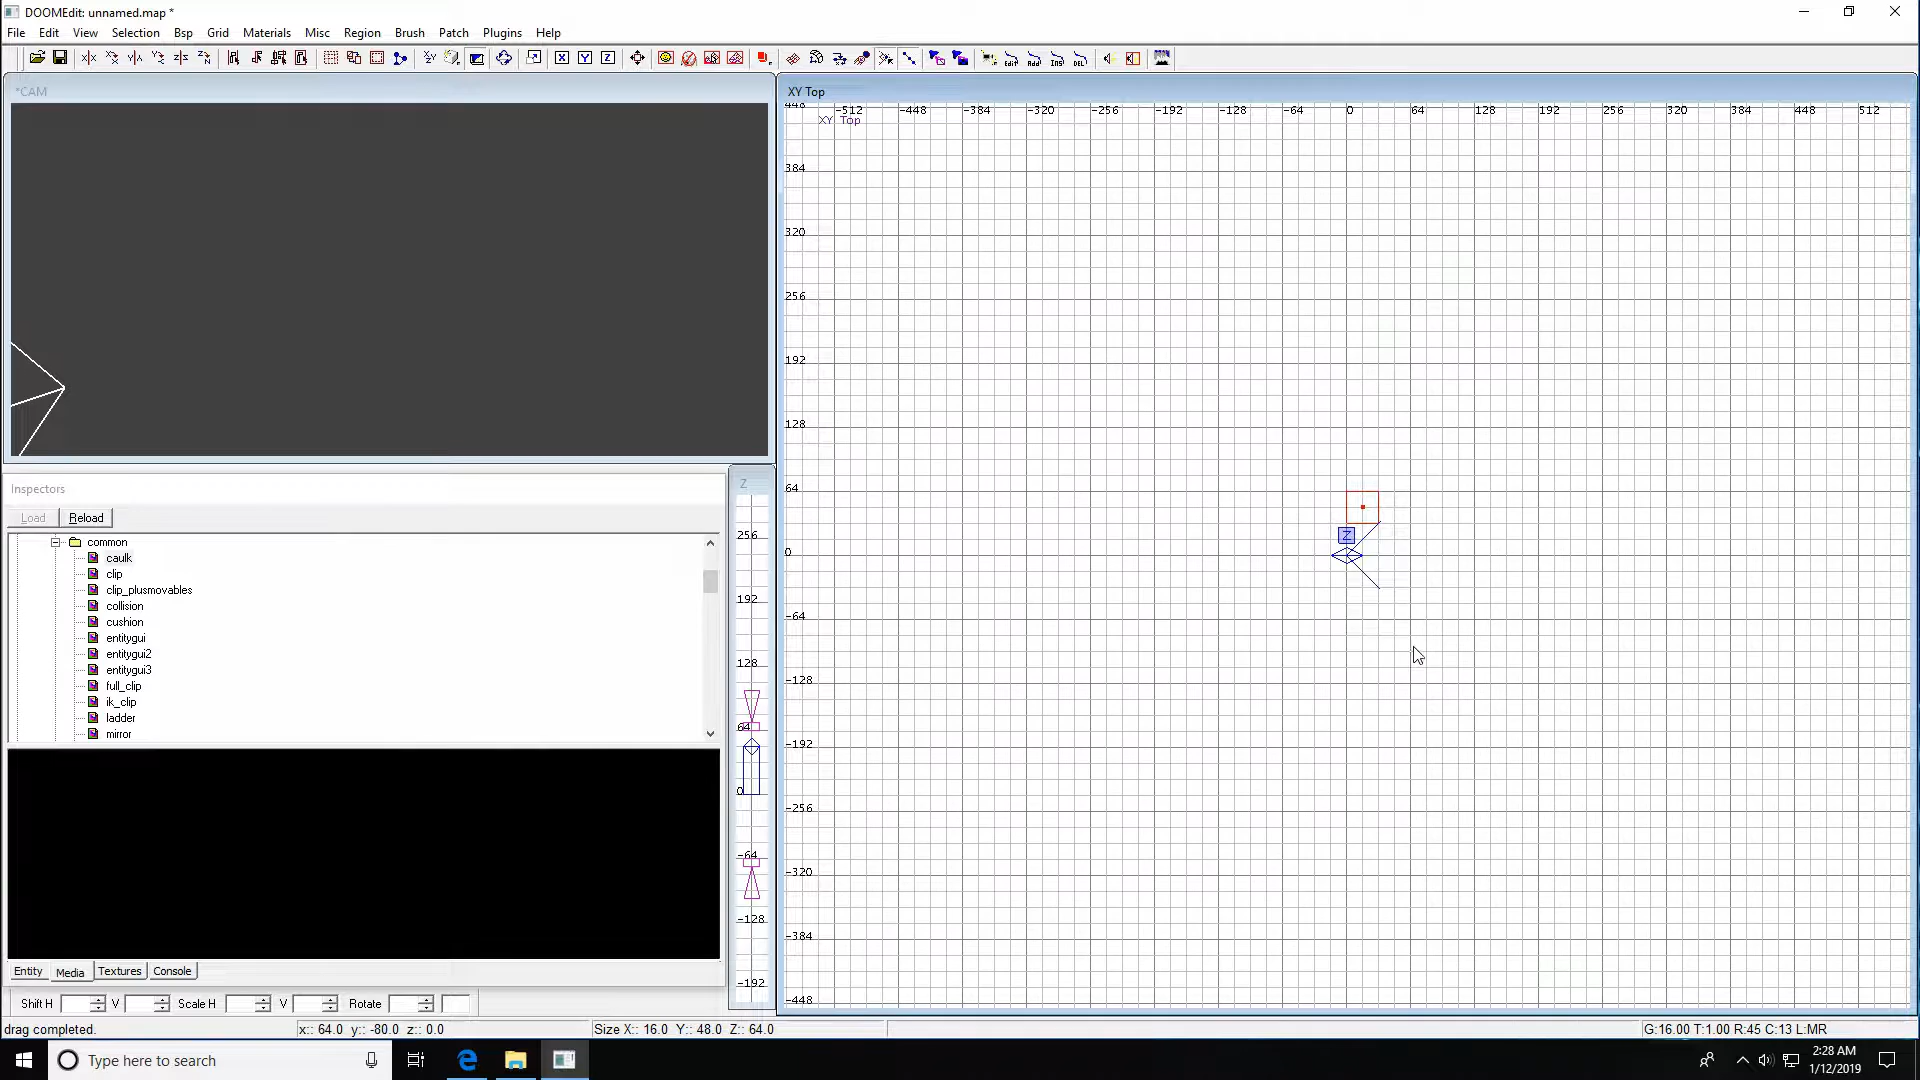 DOOMEdit: unnamed.map *
File Edit View Selection Bsp Grid Materials Misc Region Brush Patch Plugins Help
*CAM
XY Top
-512 -448 -384 -320 -256 -192 -128 -64 0 64 128 192 256 320 384 448 512
XY Top
448
384
320
256
192
128
64
Z
0
-64
-128
-192
-256
-320
-384
-448
Inspectors
Load Reload
common
caulk
clip
clip_plusmovables
collision
cushion
entitygui
entitygui2
entitygui3
full_clip
ik_clip
ladder
mirror
Z
256
192
128
64
0
-64
-128
-192
Entity Media Textures Console
Shift H V Scale H V Rotate
drag completed. x:: 64.0 y:: -80.0 z:: 0.0 Size X:: 16.0 Y:: 48.0 Z:: 64.0 G:16.00 T:1.00 R:45 C:13 L:MR
Type here to search
2:28 AM
1/12/2019